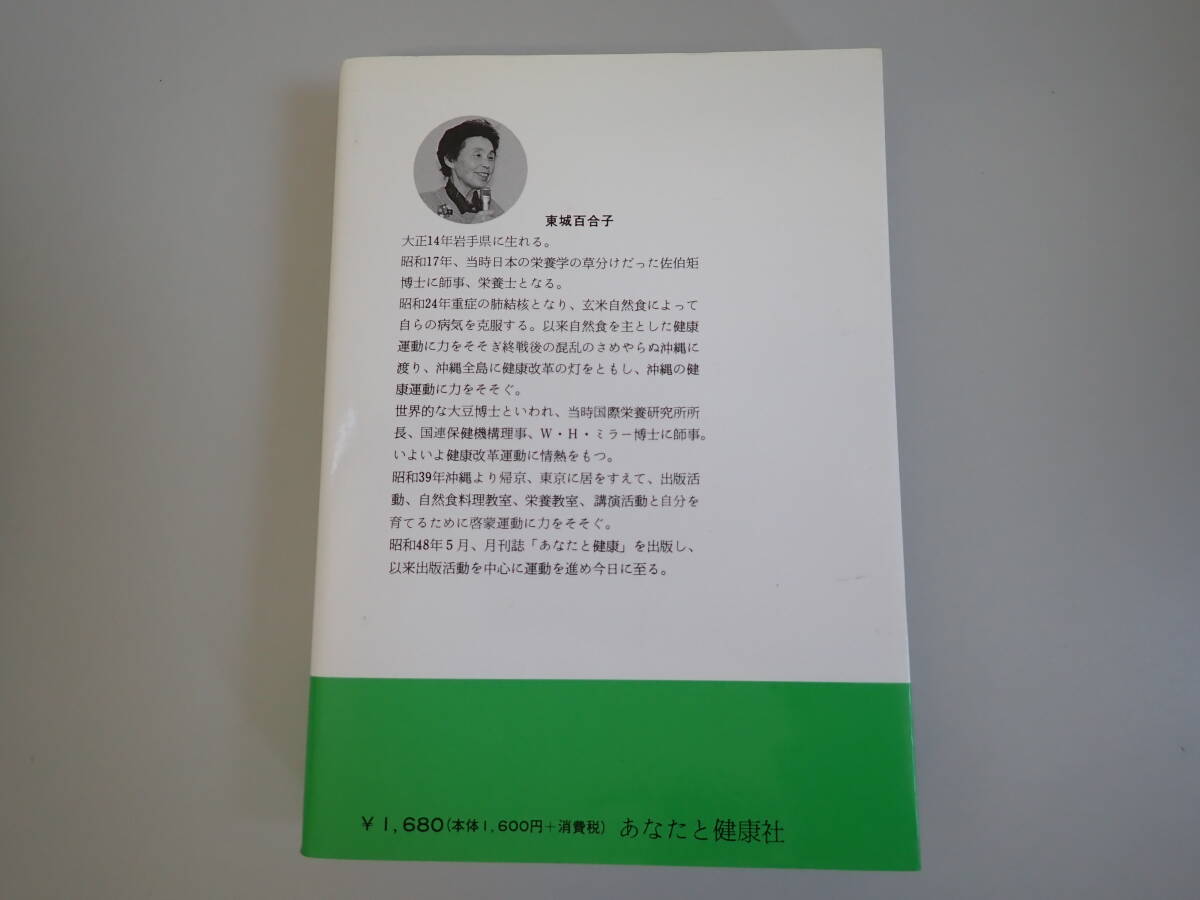 東城百合子
大正14年岩手県に生れる。
昭和17年、当時日本の栄養学の草分けだった佐伯矩
博士に師事、栄養士となる。
昭和24年重症の肺結核となり、玄米自然食によって
自らの病気を克服する。以来自然食を主とした健康
運動に力をそそぎ終戦後の混乱のさめやらぬ沖縄に
渡り、沖縄全島に健康改革の灯をともし、沖縄の健
康運動に力をそそぐ。
世界的な大豆博士といわれ、当時国際栄養研究所所
長、国連保健機構理事、W・H・ミラー博士に師事。
いよいよ健康改革運動に情熱をもつ。
昭和39年沖縄より帰京、東京に居をすえて、出版活
動、自然食料理教室、栄養教室、講演活動と自分を
育てるために啓蒙運動に力をそそぐ。
昭和48年5月、月刊誌「あなたと健康」を出版し、
以来出版活動を中心に運動を進め今日に至る。
¥1,680(本体1,600円+消費税) あなたと健康社